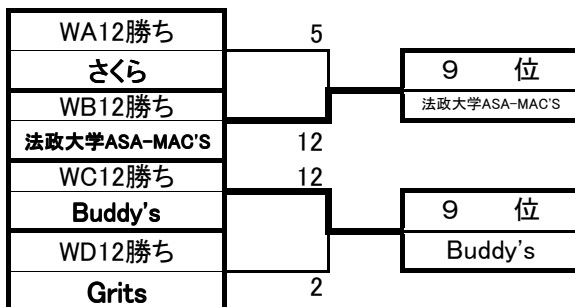 WA12勝ち 5
さくら
9 位
WB12勝ち
法政大学ASA-MAC'S
法政大学ASA-MAC'S 12
WC12勝ち 12
Buddy's
9 位
WD12勝ち
Buddy's
Grits 2